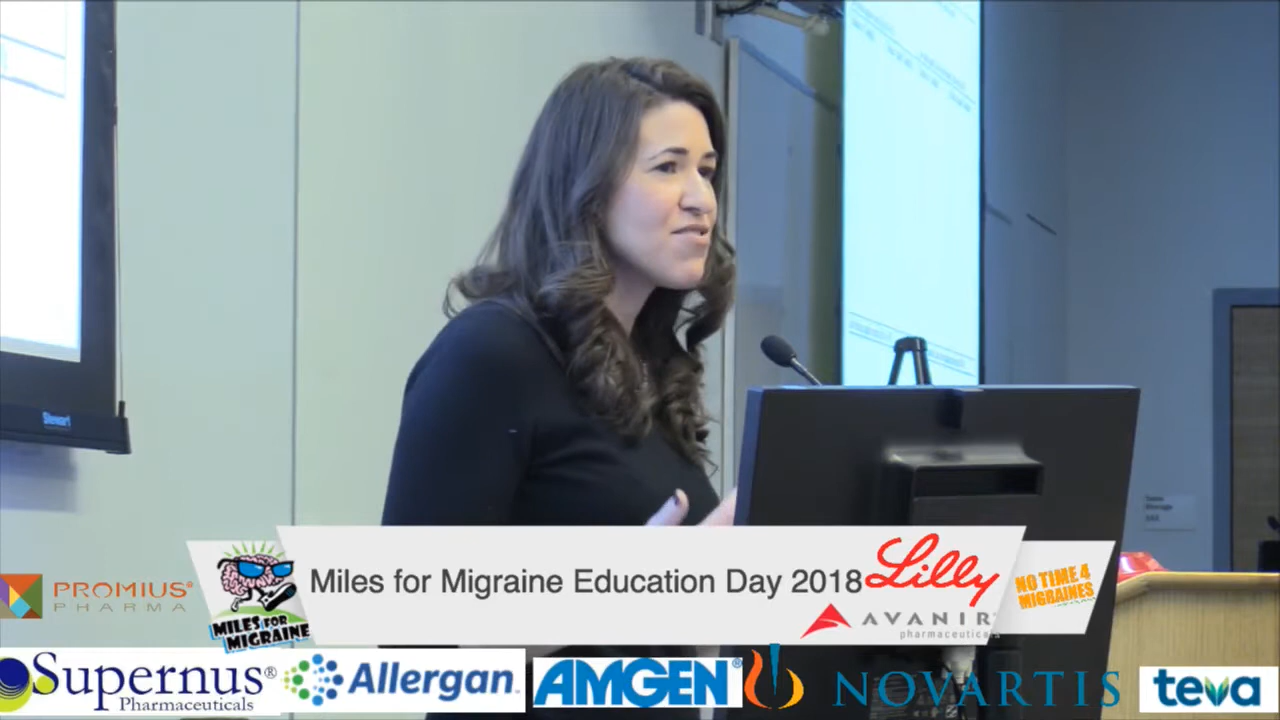 Stewart
PROMIUS®
PHARMA
MILES FOR
MIGRAINE
Miles for Migraine Education Day 2018
Lilly
AVANIR
pharmaceuticals
NO TIME 4
MIGRAINES
Supernus®
Pharmaceuticals
Allergan
AMGEN®
NOVARTIS
teva